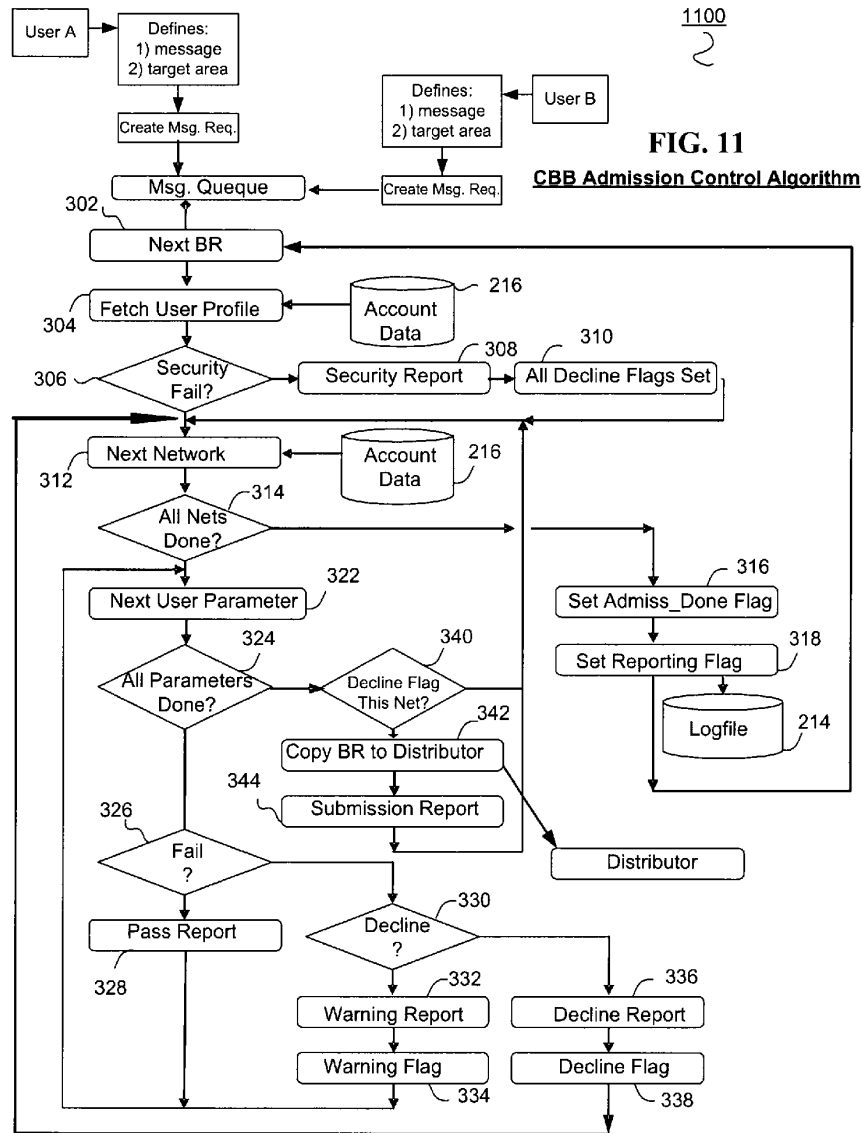 1100
User A
Defines:
1) message
2) target area
Create Msg. Req.
Defines:
1) message
2) target area
User B
Create Msg. Req.
FIG. 11
CBB Admission Control Algorithm
Msg. Queque
302
Next BR
304
Fetch User Profile
216
Account
Data
306
Security
Fail?
308
Security Report
310
All Decline Flags Set
312
Next Network
Account
Data
216
314
All Nets
Done?
316
Set Admiss_Done Flag
318
Set Reporting Flag
Logfile
214
322
Next User Parameter
324
All Parameters
Done?
340
Decline Flag
This Net?
342
Copy BR to Distributor
344
Submission Report
Distributor
326
Fail
?
328
Pass Report
330
Decline
?
332
Warning Report
Warning Flag
334
336
Decline Report
Decline Flag
338